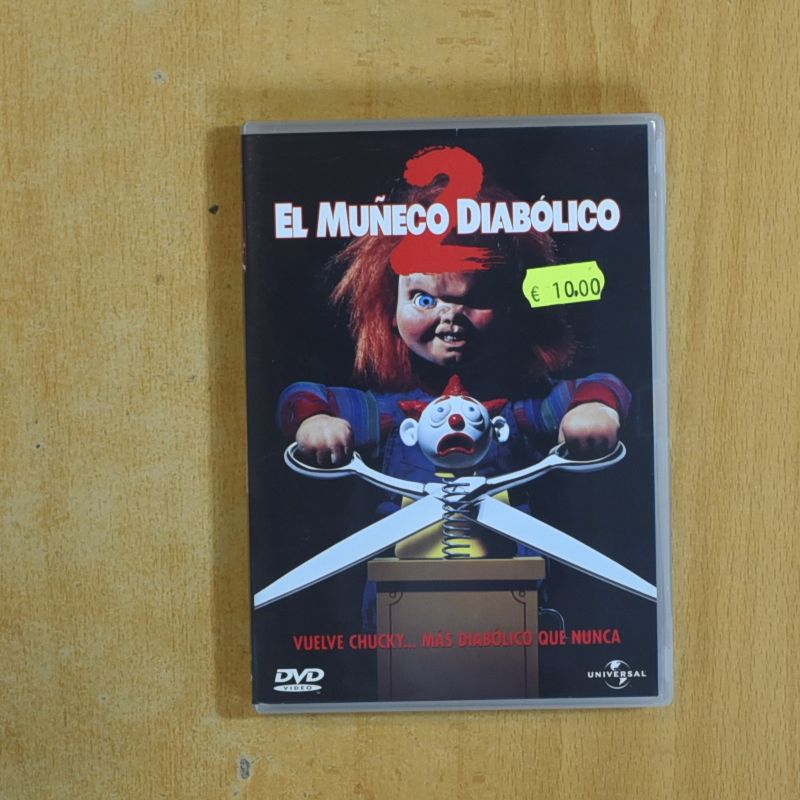 2
EL MUÑECO DIABÓLICO
€ 10,00
VUELVE CHUCKY... MÁS DIABÓLICO QUE NUNCA
DVD
VIDEO
UNIVERSAL